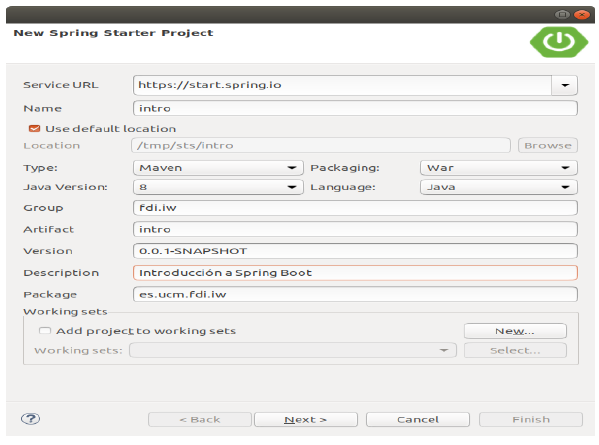 New Spring Starter Project
Service URL https://start.spring.io
Name intro
Use default location
Location /tmp/sts/intro Browse
Type: Maven Packaging: War
Java Version: 8 Language: Java
Group fdi.iw
Artifact intro
Version 0.0.1-SNAPSHOT
Description Introducción a Spring Boot
Package es.ucm.fdi.iw
Working sets
Add project to working sets New...
Working sets: Select...
? < Back Next > Cancel Finish